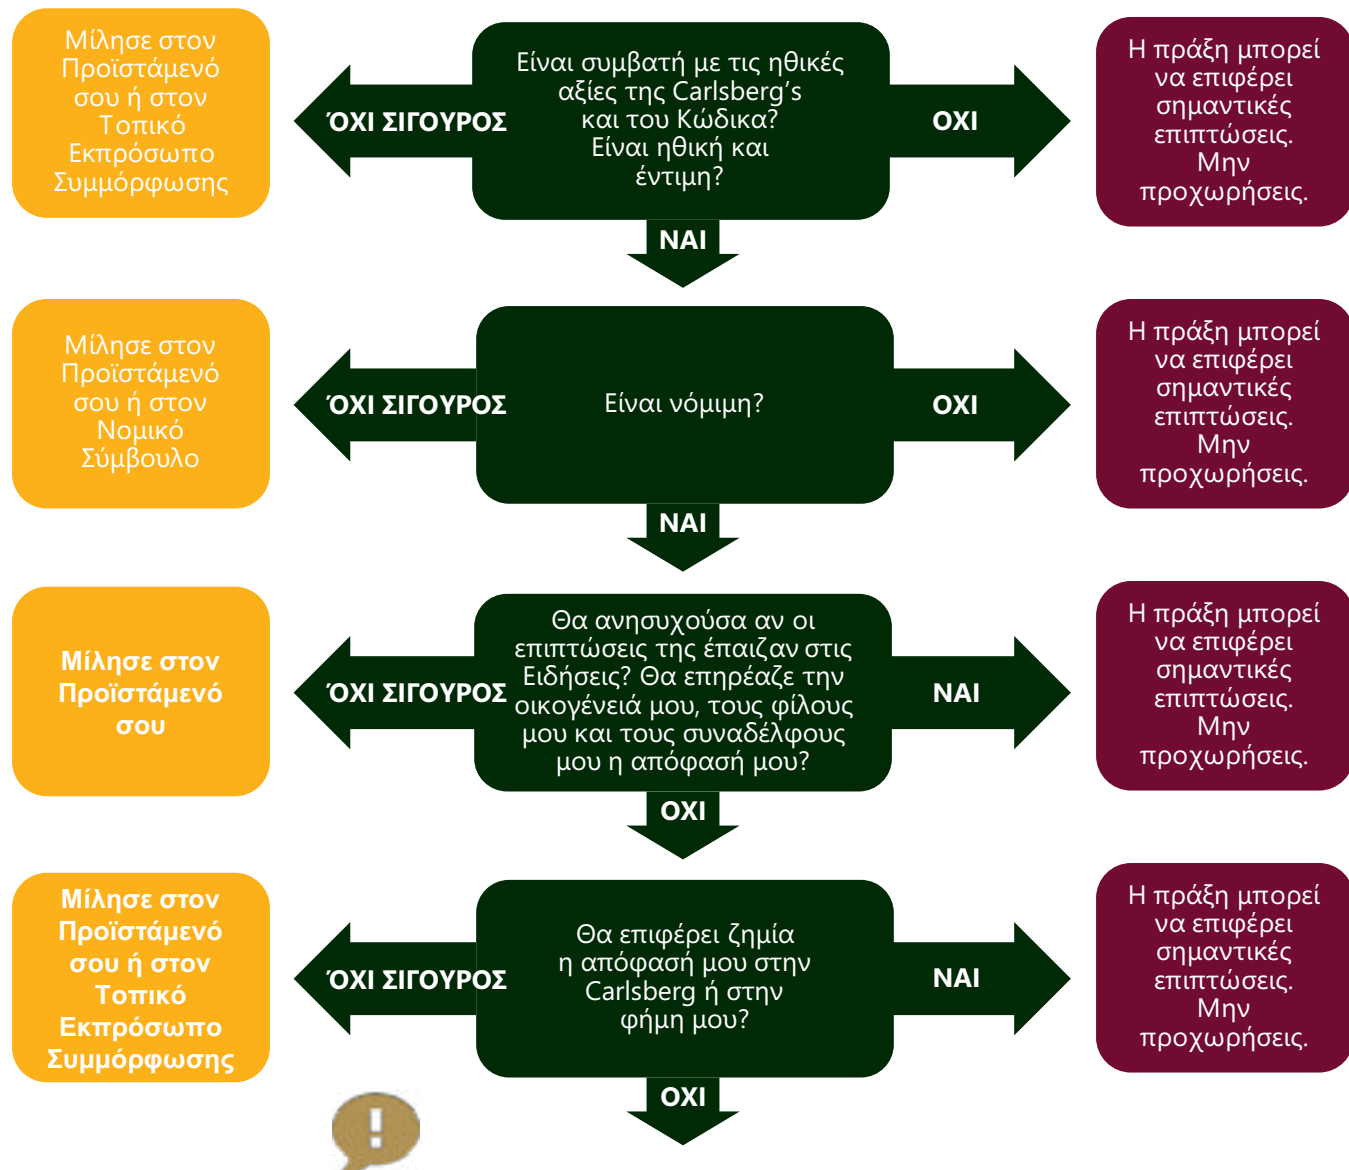 Μίλησε στον
Προϊστάμενό
σου ή στον
Τοπικό
Εκπρόσωπο
Συμμόρφωσης
ΌΧΙ ΣΙΓΟΥΡΟΣ
Είναι συμβατή με τις ηθικές
αξίες της Carlsberg’s
και του Κώδικα?
Είναι ηθική και
έντιμη?
ΟΧΙ
Η πράξη μπορεί
να επιφέρει
σημαντικές
επιπτώσεις.
Μην
προχωρήσεις.
ΝΑΙ
Μίλησε στον
Προϊστάμενό
σου ή στον
Νομικό
Σύμβουλο
ΌΧΙ ΣΙΓΟΥΡΟΣ
Είναι νόμιμη?
ΟΧΙ
Η πράξη μπορεί
να επιφέρει
σημαντικές
επιπτώσεις.
Μην
προχωρήσεις.
ΝΑΙ
Μίλησε στον
Προϊστάμενό
σου
ΌΧΙ ΣΙΓΟΥΡΟΣ
Θα ανησυχούσα αν οι
επιπτώσεις της έπαιζαν στις
Ειδήσεις? Θα επηρέαζε την
οικογένειά μου, τους φίλους
μου και τους συναδέλφους
μου η απόφασή μου?
ΝΑΙ
Η πράξη μπορεί
να επιφέρει
σημαντικές
επιπτώσεις.
Μην
προχωρήσεις.
ΟΧΙ
Μίλησε στον
Προϊστάμενό
σου ή στον
Τοπικό
Εκπρόσωπο
Συμμόρφωσης
ΌΧΙ ΣΙΓΟΥΡΟΣ
Θα επιφέρει ζημία
η απόφασή μου στην
Carlsberg ή στην
φήμη μου?
ΝΑΙ
Η πράξη μπορεί
να επιφέρει
σημαντικές
επιπτώσεις.
Μην
προχωρήσεις.
ΟΧΙ
!